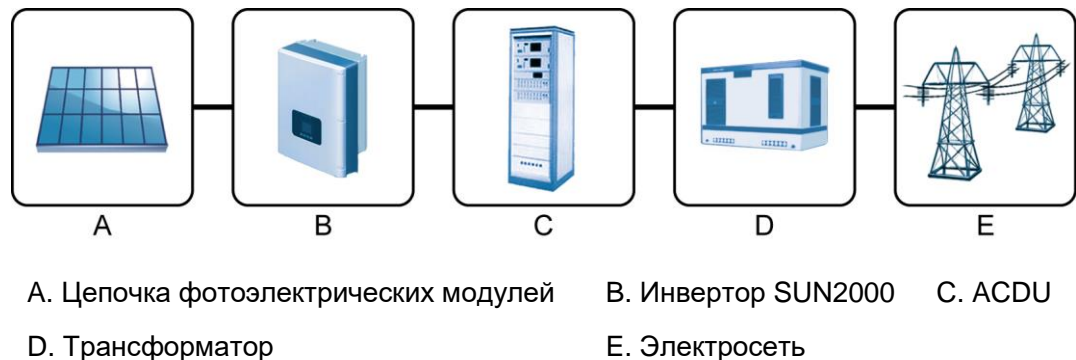 A B C D E
A. Цепочка фотоэлектрических модулей B. Инвертор SUN2000 C. ACDU
D. Трансформатор E. Электросеть